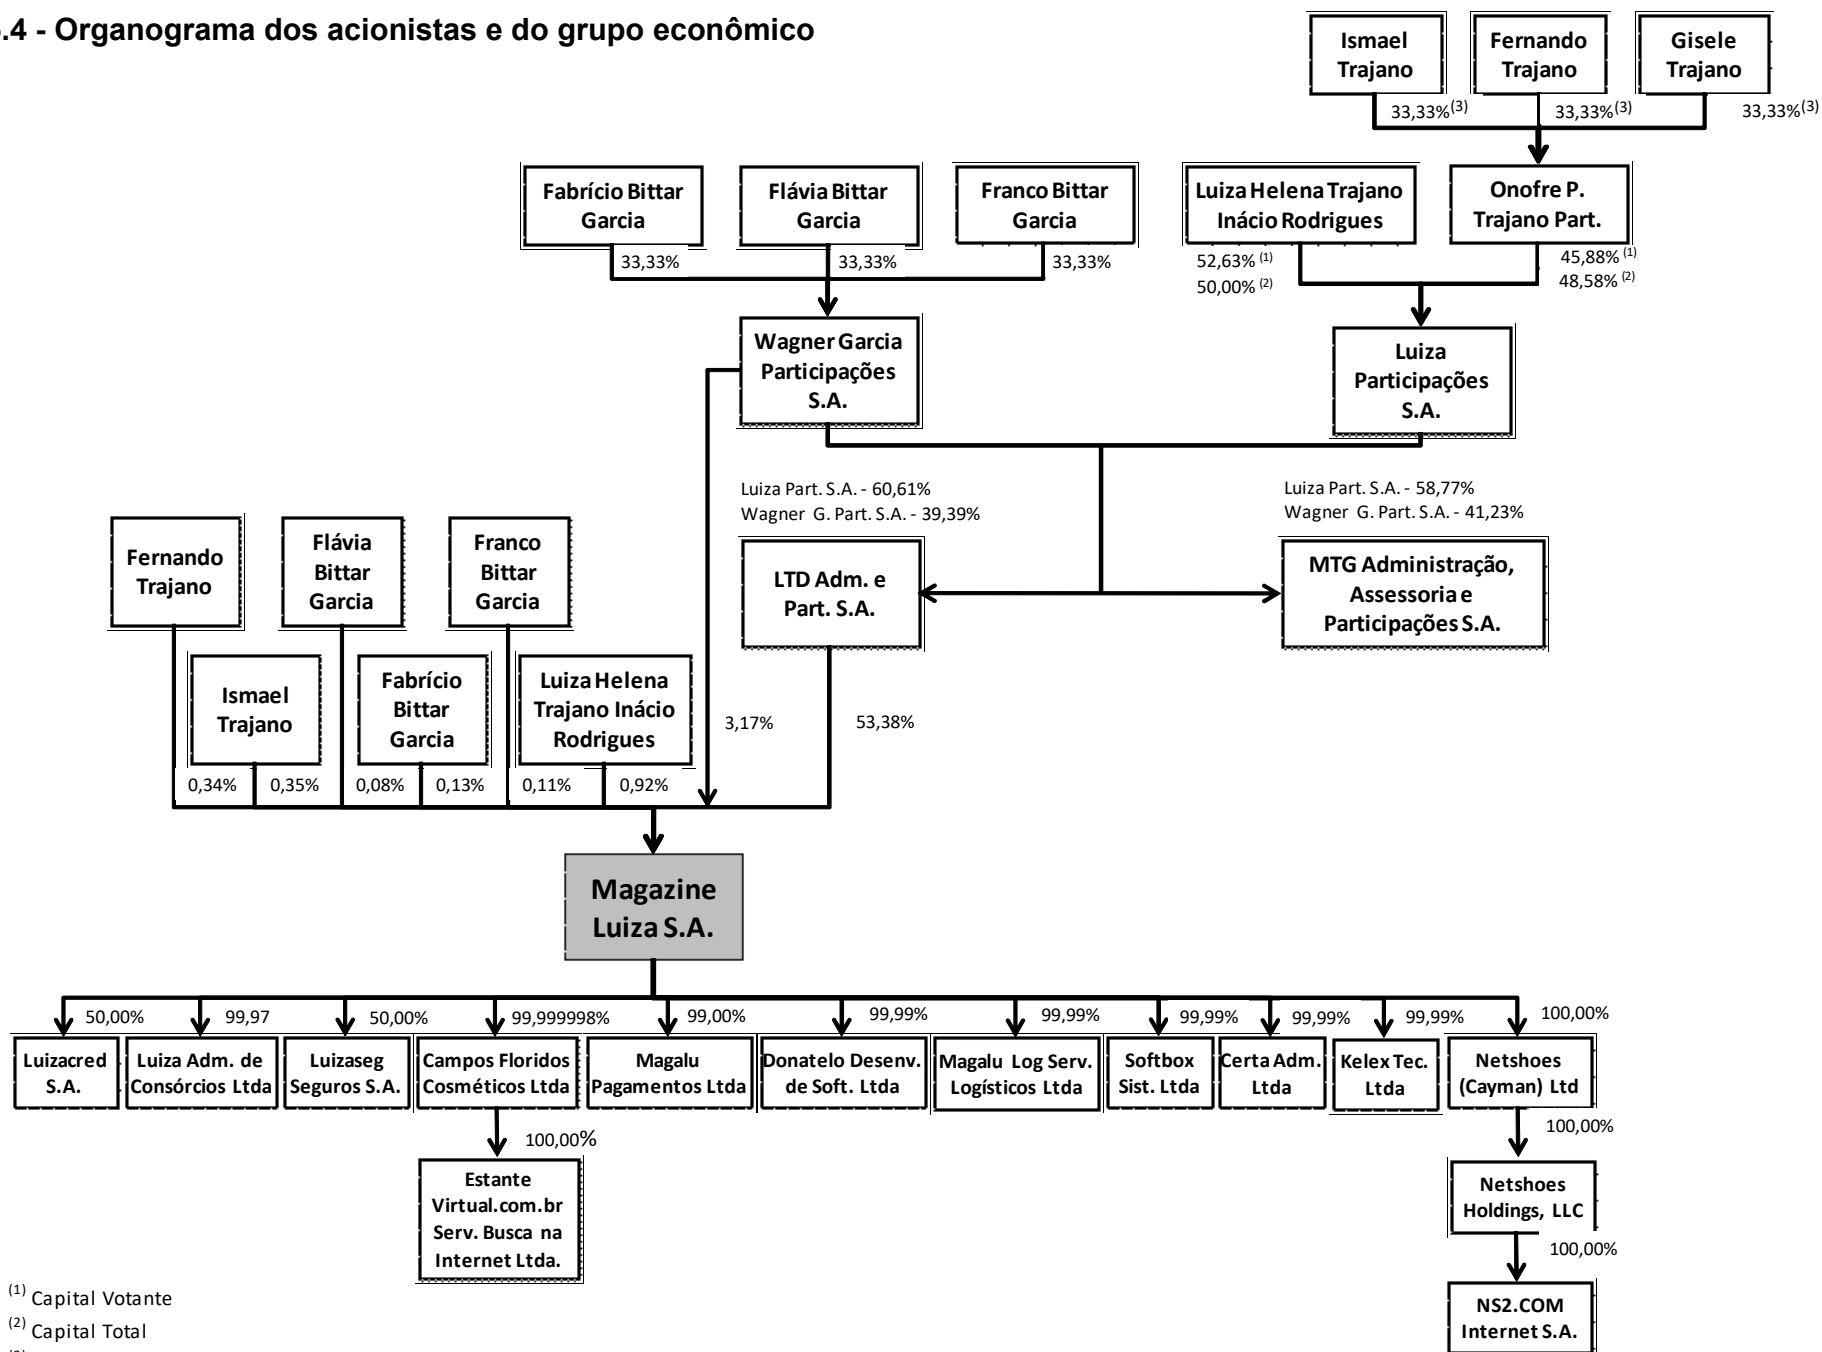 .4 - Organograma dos acionistas e do grupo econômico
Ismael
Trajano
Fernando
Trajano
Gisele
Trajano
33,33%(3)
33,33%(3)
33,33%(3)
Fabrício Bittar
Garcia
Flávia Bittar
Garcia
Franco Bittar
Garcia
Luiza Helena Trajano
Inácio Rodrigues
Onofre P.
Trajano Part.
33,33%
33,33%
33,33%
52,63% (1)
50,00% (2)
45,88% (1)
48,58% (2)
Wagner Garcia
Participações
S.A.
Luiza
Participações
S.A.
Luiza Part. S.A. - 60,61%
Wagner G. Part. S.A. - 39,39%
Luiza Part. S.A. - 58,77%
Wagner G. Part. S.A. - 41,23%
Fernando
Trajano
Flávia
Bittar
Garcia
Franco
Bittar
Garcia
LTD Adm. e
Part. S.A.
MTG Administração,
Assessoria e
Participações S.A.
Ismael
Trajano
Fabrício
Bittar
Garcia
Luiza Helena
Trajano Inácio
Rodrigues
3,17%
53,38%
0,34%
0,35%
0,08%
0,13%
0,11%
0,92%
Magazine
Luiza S.A.
50,00%
99,97
50,00%
99,999998%
99,00%
99,99%
99,99%
99,99%
99,99%
99,99%
100,00%
Luizacred
S.A.
Luiza Adm. de
Consórcios Ltda
Luizaseg
Seguros S.A.
Campos Floridos
Cosméticos Ltda
Magalu
Pagamentos Ltda
Donatelo Desenv.
de Soft. Ltda
Magalu Log Serv.
Logísticos Ltda
Softbox
Sist. Ltda
Certa Adm.
Ltda
Kelex Tec.
Ltda
Netshoes
(Cayman) Ltd
100,00%
100,00%
Estante
Virtual.com.br
Serv. Busca na
Internet Ltda.
Netshoes
Holdings, LLC
100,00%
NS2.COM
Internet S.A.
(1) Capital Votante
(2) Capital Total